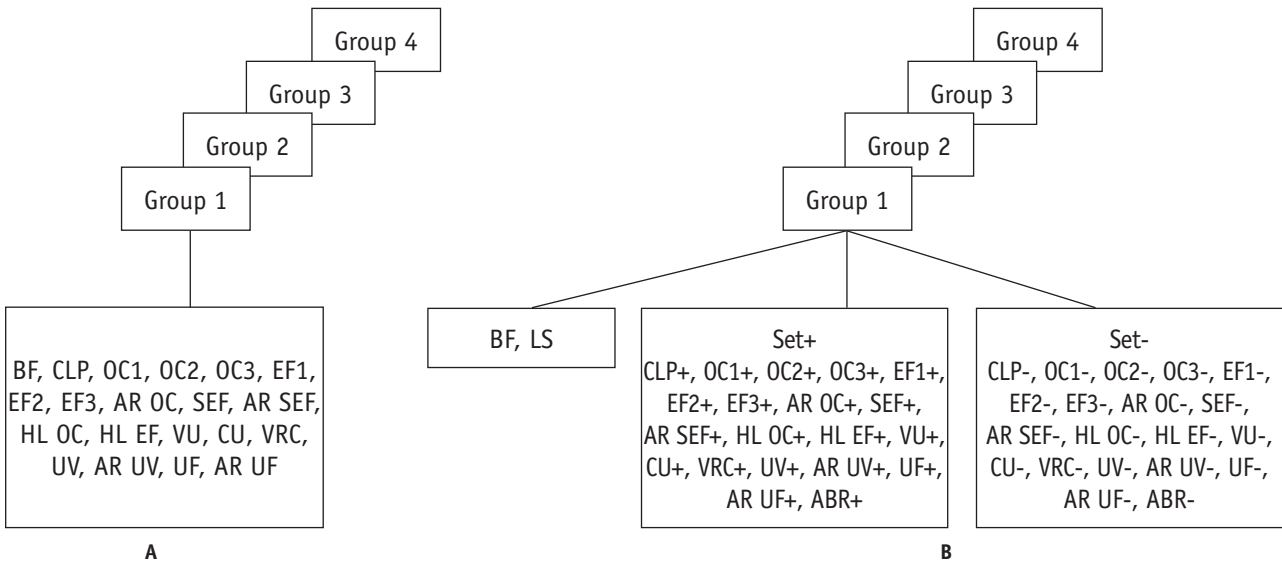 Group 4
Group 3
Group 2
Group 1
BF, CLP, OC1, OC2, OC3, EF1,
EF2, EF3, AR OC, SEF, AR SEF,
HL OC, HL EF, VU, CU, VRC,
UV, AR UV, UF, AR UF
A
Group 4
Group 3
Group 2
Group 1
BF, LS
Set+
CLP+, OC1+, OC2+, OC3+, EF1+,
EF2+, EF3+, AR OC+, SEF+,
AR SEF+, HL OC+, HL EF+, VU+,
CU+, VRC+, UV+, AR UV+, UF+,
AR UF+, ABR+
Set-
CLP-, OC1-, OC2-, OC3-, EF1-,
EF2-, EF3-, AR OC-, SEF-,
AR SEF-, HL OC-, HL EF-, VU-,
CU-, VRC-, UV-, AR UV-, UF-,
AR UF-, ABR-
B